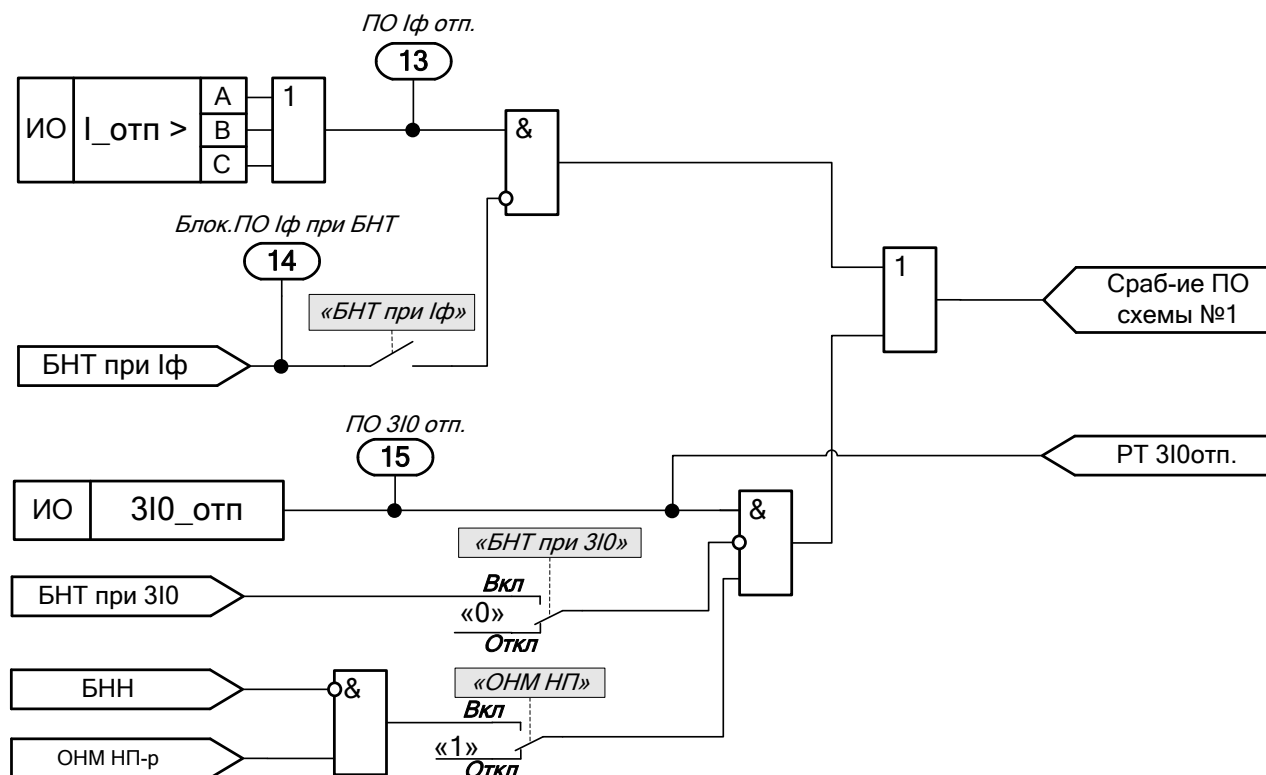 ПО Iф отп.
13
ИО
I_отп >
A
B
C
1
&
Блок.ПО Iф при БНТ
14
«БНТ при Iф»
БНТ при Iф
1
Сраб-ие ПО
схемы №1
ПО 3I0 отп.
15
РТ 3I0отп.
ИО
3I0_отп
&
«БНТ при 3I0»
БНТ при 3I0
Вкл
«0»
Откл
БНН
&
«ОНМ НП»
Вкл
ОНМ НП-р
«1»
Откл